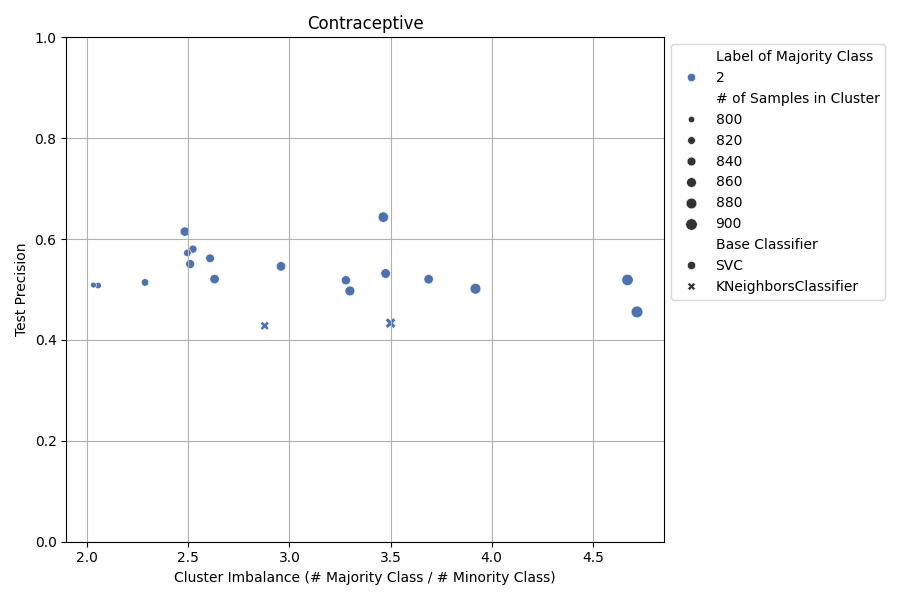 Contraceptive
1.0
0.8
0.6
0.4
0.2
0.0
Test Precision
2.0 2.5 3.0 3.5 4.0 4.5
Cluster Imbalance (# Majority Class / # Minority Class)
Label of Majority Class
2
# of Samples in Cluster
800
820
840
860
880
900
Base Classifier
SVC
KNeighborsClassifier